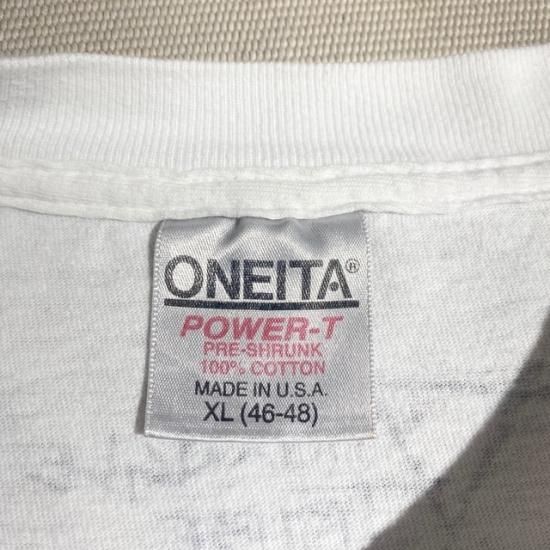 ONEITA®
POWER-T
PRE-SHRUNK
100% COTTON
MADE IN U.S.A.
XL (46-48)